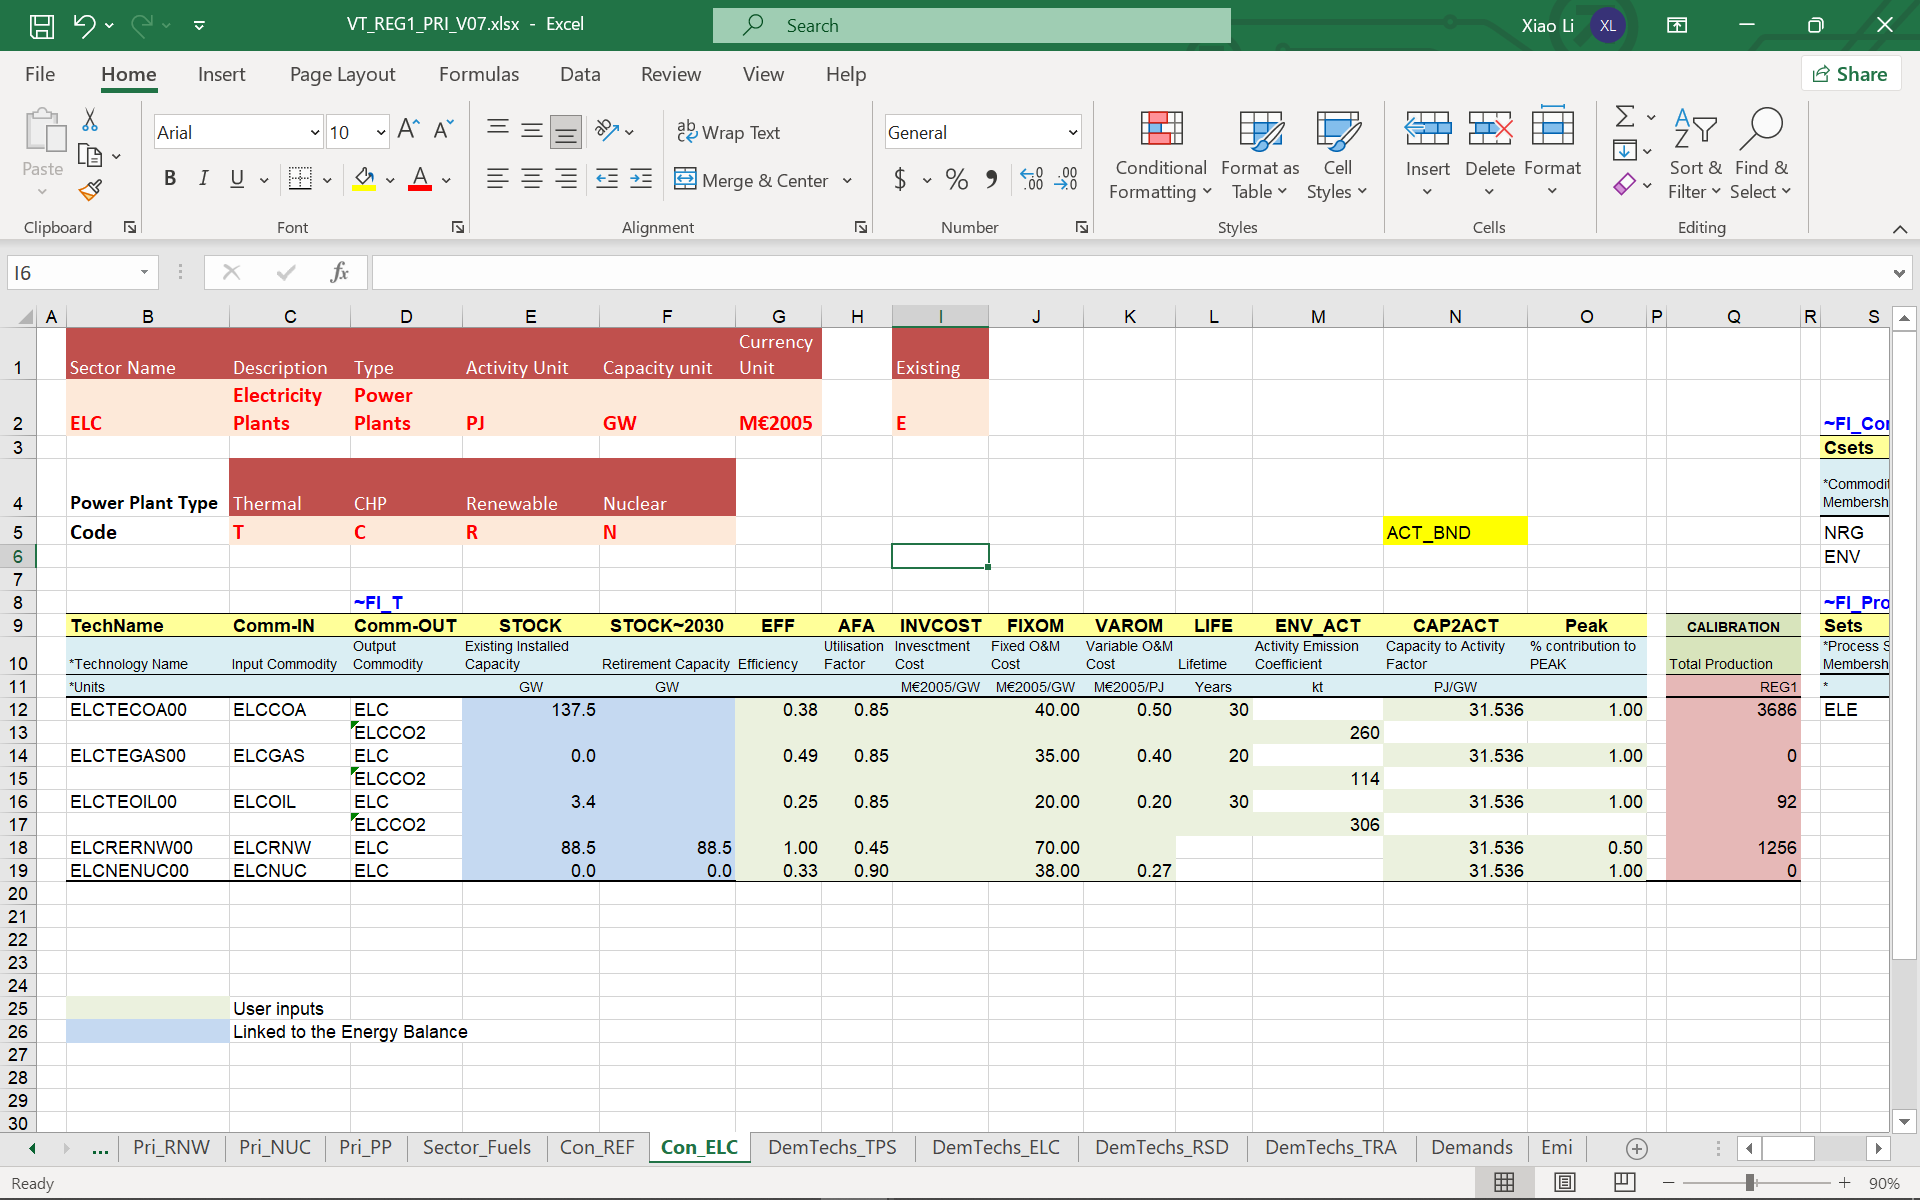 VT_REG1_PRI_V07.xlsx - Excel
Search
Xiao Li
XL
File Home Insert Page Layout Formulas Data Review View Help
Share
Paste
Arial 10
Wrap Text
General
Merge & Center
Conditional Formatting
Format as Table
Cell Styles
Insert Delete Format
Sort & Filter
Find & Select
Clipboard Font Alignment Number Styles Cells Editing
I6
fx
A B C D E F G H I J K L M N O P Q R S
1 Sector Name Description Type Activity Unit Capacity unit Currency Unit Existing
2 ELC Electricity Plants Power Plants PJ GW M€2005 E ~FI_Co
3 Csets
4 Power Plant Type Thermal CHP Renewable Nuclear *Commodit Membersh
5 Code T C R N ACT_BND NRG
6 ENV
7
8 ~FI_T ~FI_Pro
9 TechName Comm-IN Comm-OUT STOCK STOCK~2030 EFF AFA INVCOST FIXOM VAROM LIFE ENV_ACT CAP2ACT Peak CALIBRATION Sets
10 *Technology Name Input Commodity Output Commodity Existing Installed Capacity Retirement Capacity Efficiency Utilisation Factor Invesctment Cost Fixed O&M Cost Variable O&M Cost Lifetime Activity Emission Coefficient Capacity to Activity Factor % contribution to PEAK Total Production *Process S Membersh
11 *Units GW GW M€2005/GW M€2005/GW M€2005/PJ Years kt PJ/GW REG1 *
12 ELCTECOA00 ELCCOA ELC 137.5 0.38 0.85 40.00 0.50 30 31.536 1.00 3686 ELE
13 ELCCO2 260
14 ELCTEGAS00 ELCGAS ELC 0.0 0.49 0.85 35.00 0.40 20 31.536 1.00 0
15 ELCCO2 114
16 ELCTEOIL00 ELCOIL ELC 3.4 0.25 0.85 20.00 0.20 30 31.536 1.00 92
17 ELCCO2 306
18 ELCRERNW00 ELCRNW ELC 88.5 88.5 1.00 0.45 70.00 31.536 0.50 1256
19 ELCNENUC00 ELCNUC ELC 0.0 0.0 0.33 0.90 38.00 0.27 31.536 1.00 0
20
21
22
23
24
25 User inputs
26 Linked to the Energy Balance
27
28
29
30
... Pri_RNW Pri_NUC Pri_PP Sector_Fuels Con_REF Con_ELC DemTechs_TPS DemTechs_ELC DemTechs_RSD DemTechs_TRA Demands Emi
Ready
90%